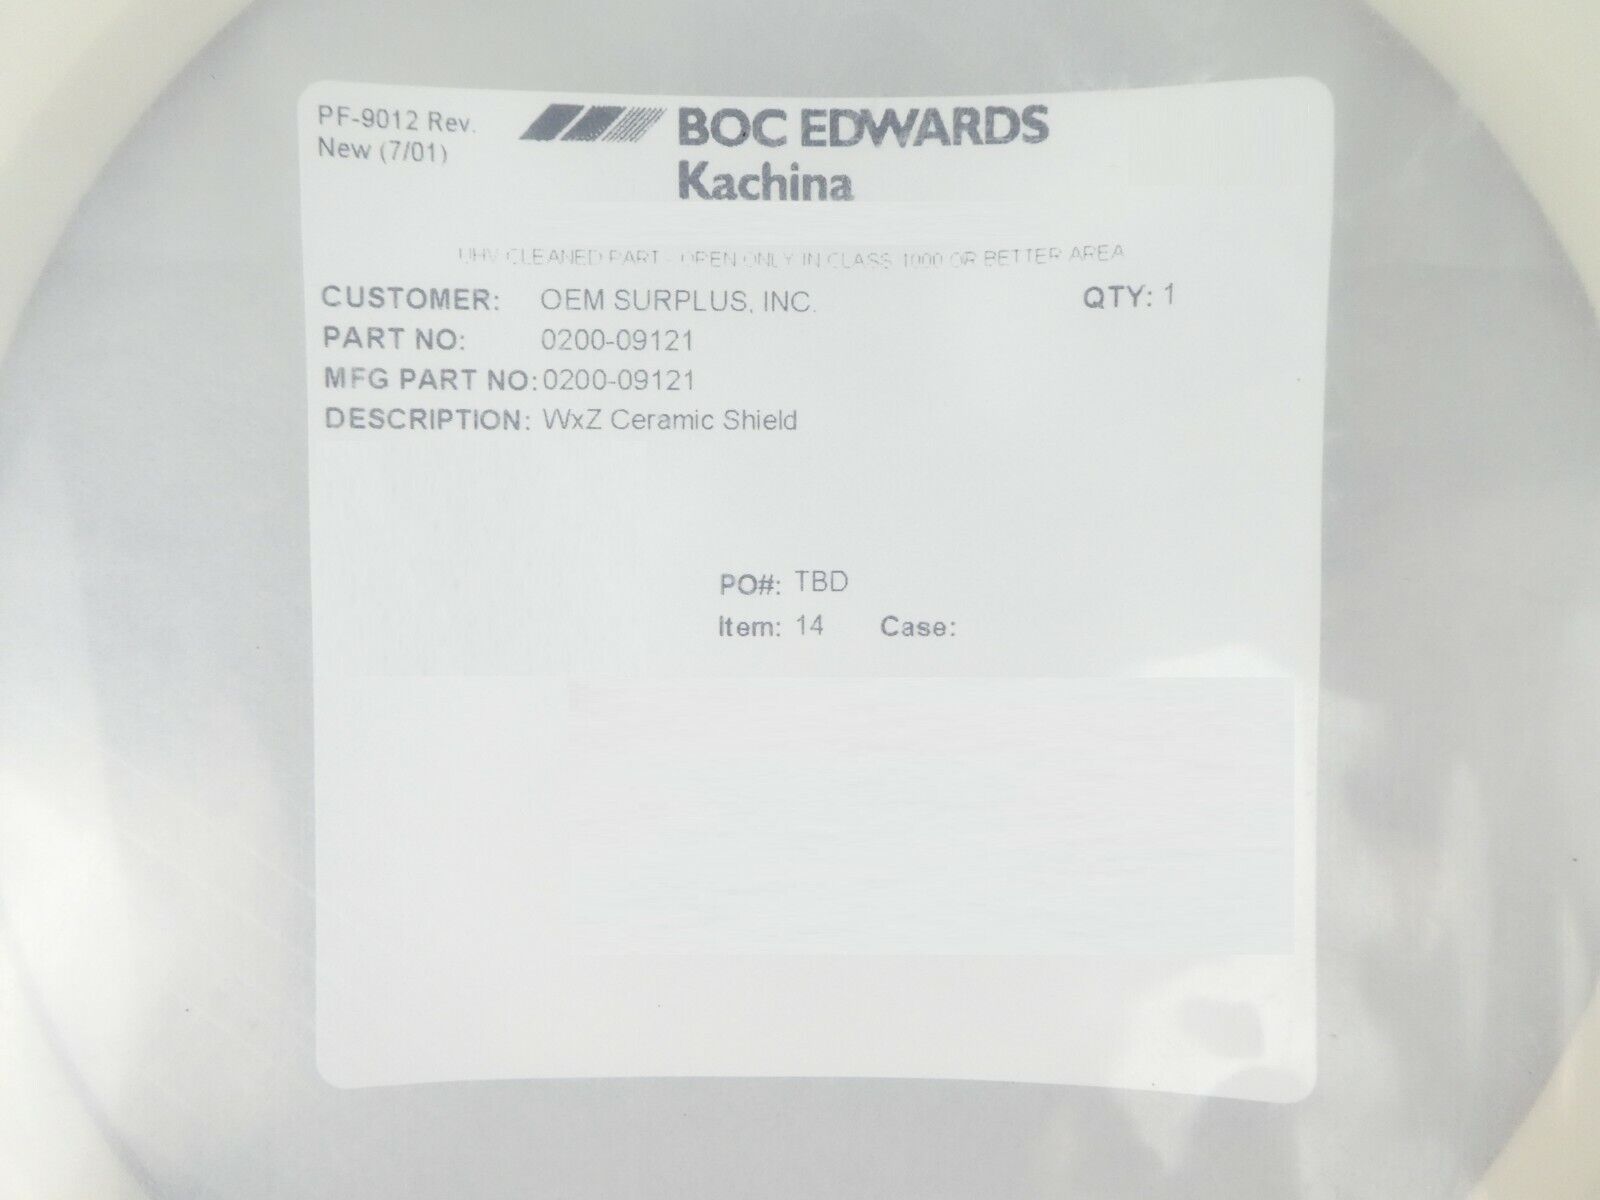 PF-9012 Rev.
New (7/01)
BOC EDWARDS
Kachina
UHV CLEANED PART - OPEN ONLY IN CLASS 1000 OR BETTER AREA
CUSTOMER: OEM SURPLUS, INC. QTY: 1
PART NO: 0200-09121
MFG PART NO: 0200-09121
DESCRIPTION: WxZ Ceramic Shield
PO#: TBD
Item: 14 Case: